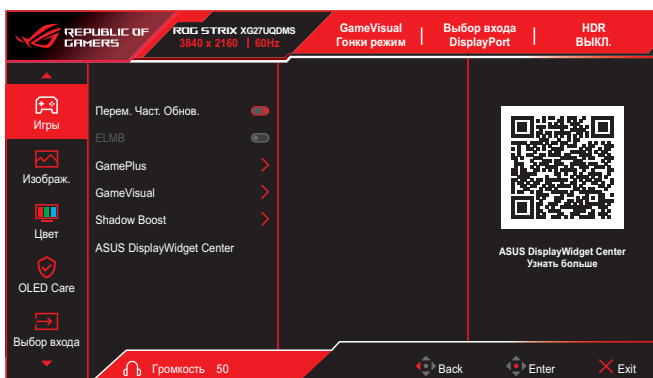 REPUBLIC OF
GAMERS
ROG STRIX XG27UQDMS
3840 x 2160 | 60Hz
GameVisual
Гонки режим
Выбор входа
DisplayPort
HDR
ВЫКЛ.
Игры
Изображ.
Цвет
OLED Care
Выбор входа
Перем. Част. Обнов.
ELMB
GamePlus
GameVisual
Shadow Boost
ASUS DisplayWidget Center
ASUS DisplayWidget Center
Узнать больше
Громкость 50
Back
Enter
Exit